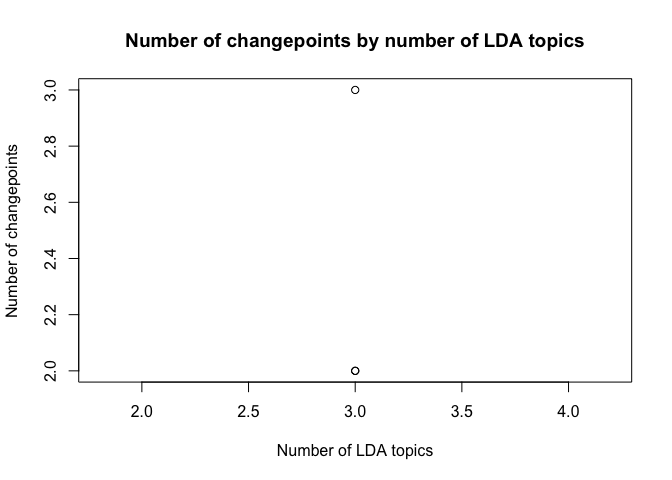 Number of changepoints by number of LDA topics
Number of changepoints
3.0
2.8
2.6
2.4
2.2
2.0
2.0 2.5 3.0 3.5 4.0
Number of LDA topics